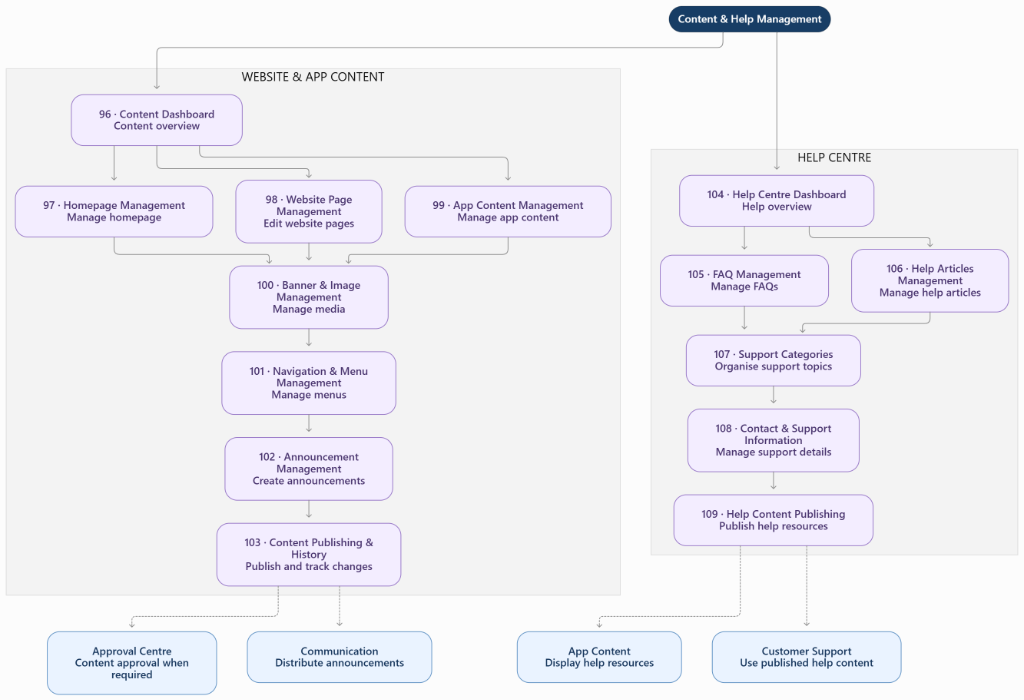 Content & Help Management
WEBSITE & APP CONTENT
96 · Content Dashboard
Content overview
97 · Homepage Management
Manage homepage
98 · Website Page
Management
Edit website pages
99 · App Content Management
Manage app content
100 · Banner & Image
Management
Manage media
101 · Navigation & Menu
Management
Manage menus
102 · Announcement
Management
Create announcements
103 · Content Publishing &
History
Publish and track changes
HELP CENTRE
104 · Help Centre Dashboard
Help overview
105 · FAQ Management
Manage FAQs
106 · Help Articles
Management
Manage help articles
107 · Support Categories
Organise support topics
108 · Contact & Support
Information
Manage support details
109 · Help Content Publishing
Publish help resources
Approval Centre
Content approval when
required
Communication
Distribute announcements
App Content
Display help resources
Customer Support
Use published help content